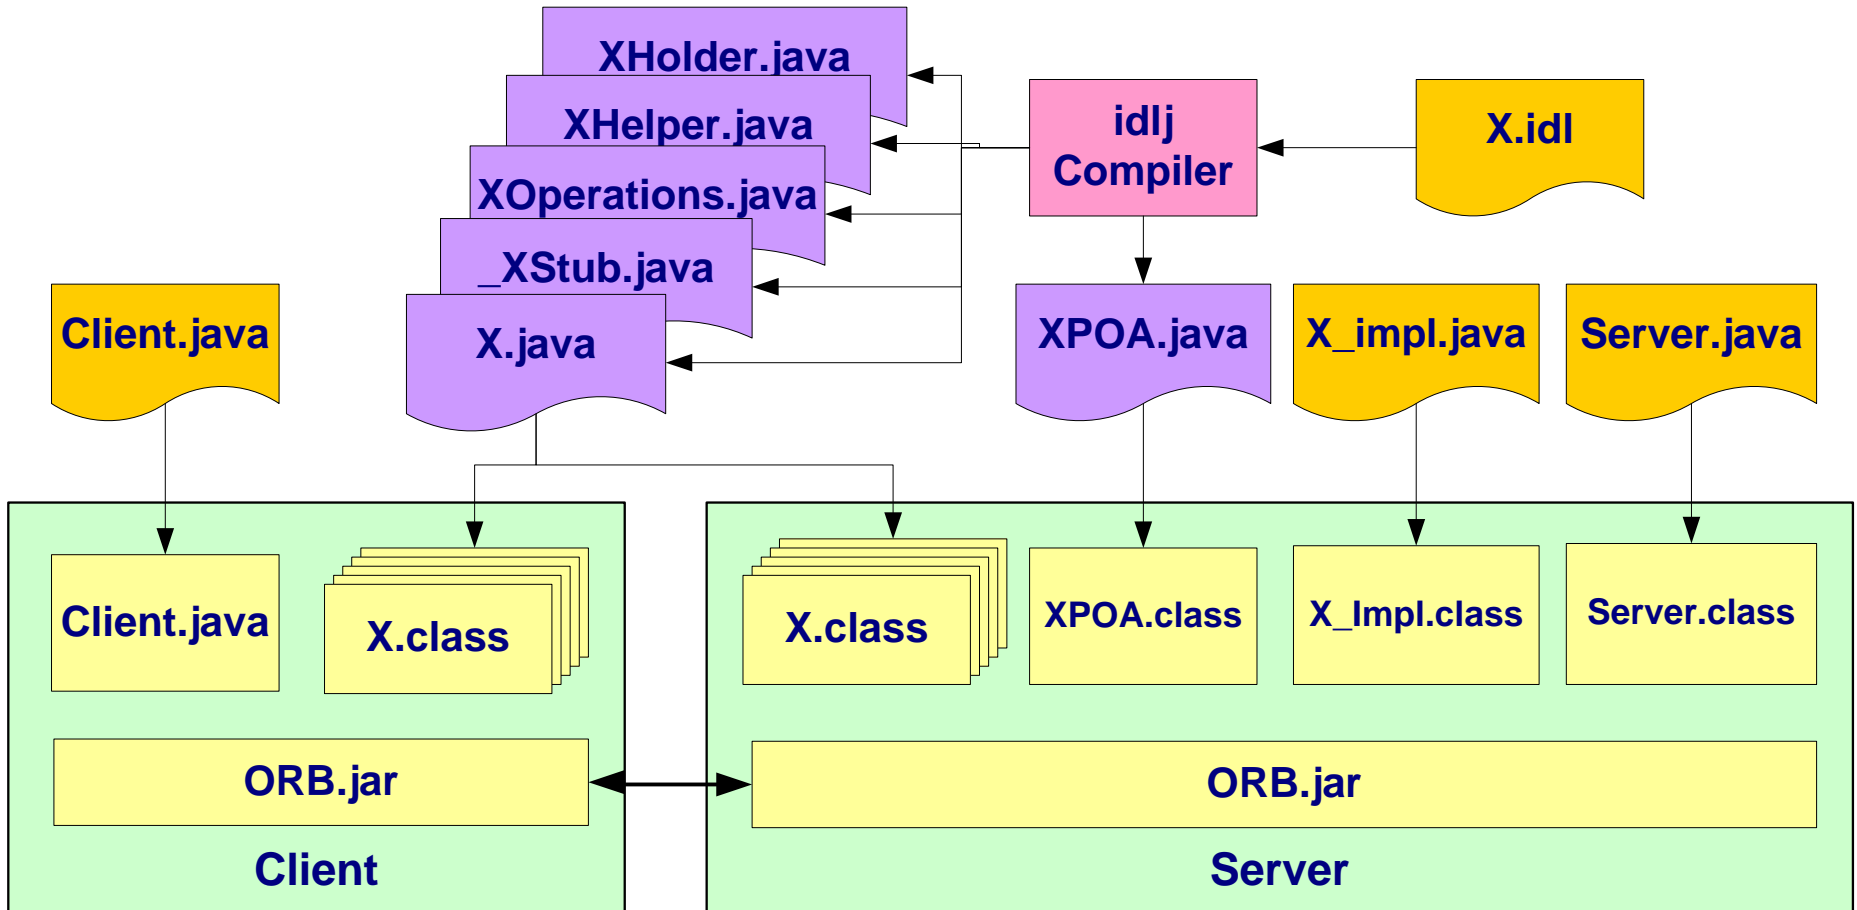 XHolder.java
XHelper.java
XOperations.java
_XStub.java
X.java
idlj
Compiler
X.idl
Client.java
XPOA.java
X_impl.java
Server.java
Client.java
X.class
X.class
XPOA.class
X_Impl.class
Server.class
ORB.jar
ORB.jar
Client
Server